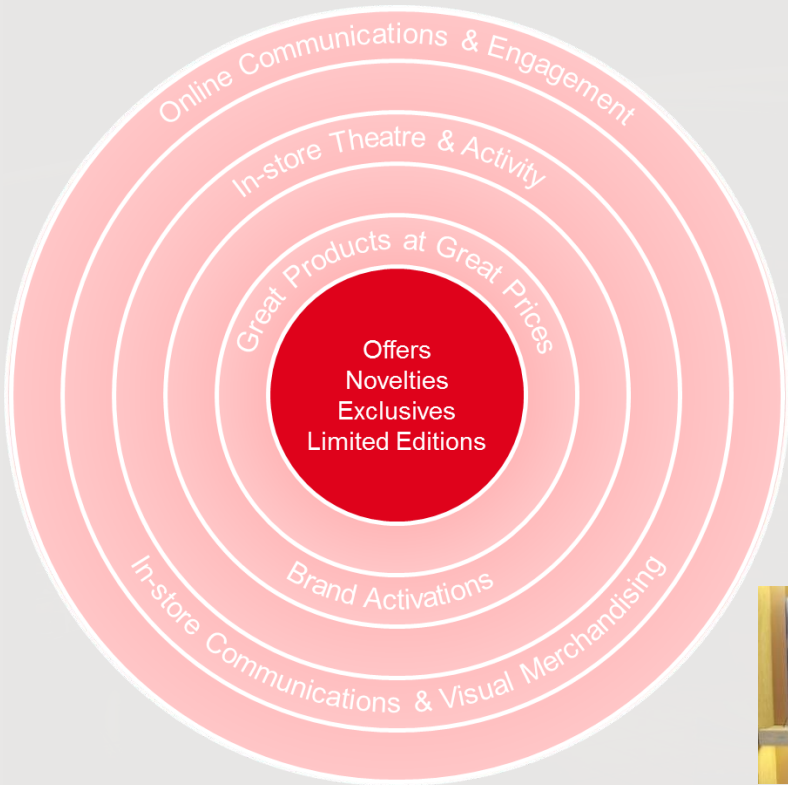 Online Communications & Engagement
In-store Theatre & Activity
Great Products at Great Prices
Offers
Novelties
Exclusives
Limited Editions
Brand Activations
In-store Communications & Visual Merchandising